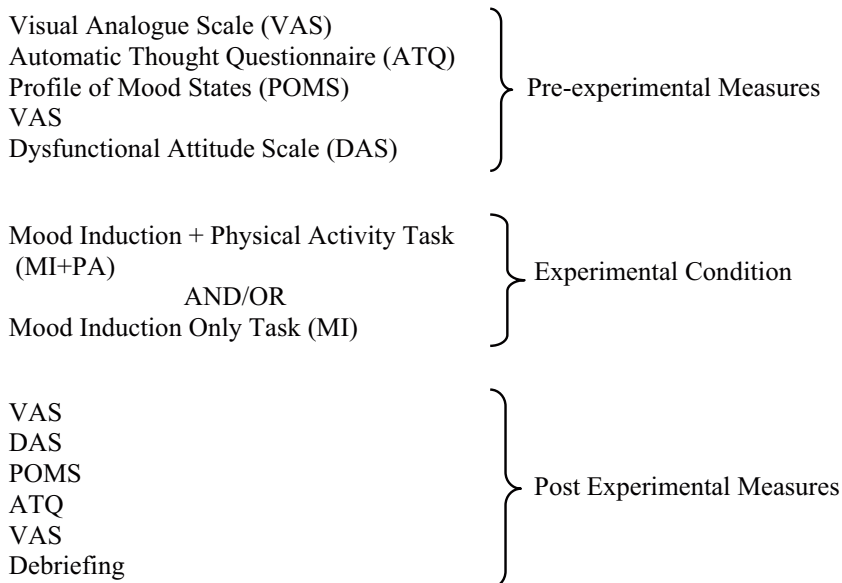 Visual Analogue Scale (VAS)
Automatic Thought Questionnaire (ATQ)
Profile of Mood States (POMS)
VAS
Dysfunctional Attitude Scale (DAS)
Pre-experimental Measures
Mood Induction + Physical Activity Task
(MI+PA)
AND/OR
Mood Induction Only Task (MI)
Experimental Condition
VAS
DAS
POMS
ATQ
VAS
Debriefing
Post Experimental Measures